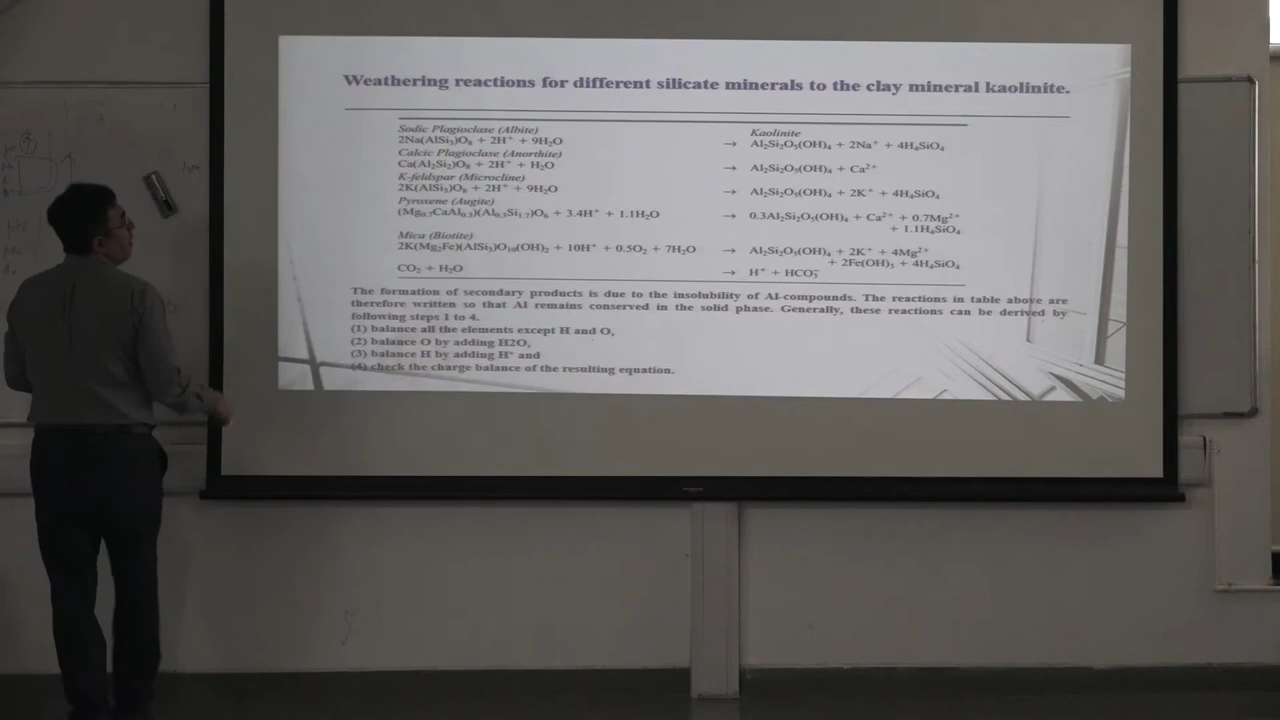 Weathering reactions for different silicate minerals to the clay mineral kaolinite.
Sodic Plagioclase (Albite) Kaolinite
2Na(AlSi₃)O₈ + 2H⁺ + 9H₂O → Al₂Si₂O₅(OH)₄ + 2Na⁺ + 4H₄SiO₄
Calcic Plagioclase (Anorthite)
Ca(Al₂Si₂)O₈ + 2H⁺ + H₂O → Al₂Si₂O₅(OH)₄ + Ca²⁺
K-feldspar (Microcline)
2K(AlSi₃)O₈ + 2H⁺ + 9H₂O → Al₂Si₂O₅(OH)₄ + 2K⁺ + 4H₄SiO₄
Pyroxene (Augite)
(Mg₀.₇CaAl₀.₃)(Al₀.₃Si₁.₇)O₆ + 3.4H⁺ + 1.1H₂O → 0.3Al₂Si₂O₅(OH)₄ + Ca²⁺ + 0.7Mg²⁺
+ 1.1H₄SiO₄
Mica (Biotite)
2K(Mg₂Fe)(AlSi₃)O₁₀(OH)₂ + 10H⁺ + 0.5O₂ + 7H₂O → Al₂Si₂O₅(OH)₄ + 2K⁺ + 4Mg²⁺
+ 2Fe(OH)₃ + 4H₄SiO₄
CO₂ + H₂O → H⁺ + HCO₃⁻
The formation of secondary products is due to the insolubility of Al-compounds. The reactions in table above are
therefore written so that Al remains conserved in the solid phase. Generally, these reactions can be derived by
following steps 1 to 4.
(1) balance all the elements except H and O,
(2) balance O by adding H2O,
(3) balance H by adding H⁺ and
(4) check the charge balance of the resulting equation.